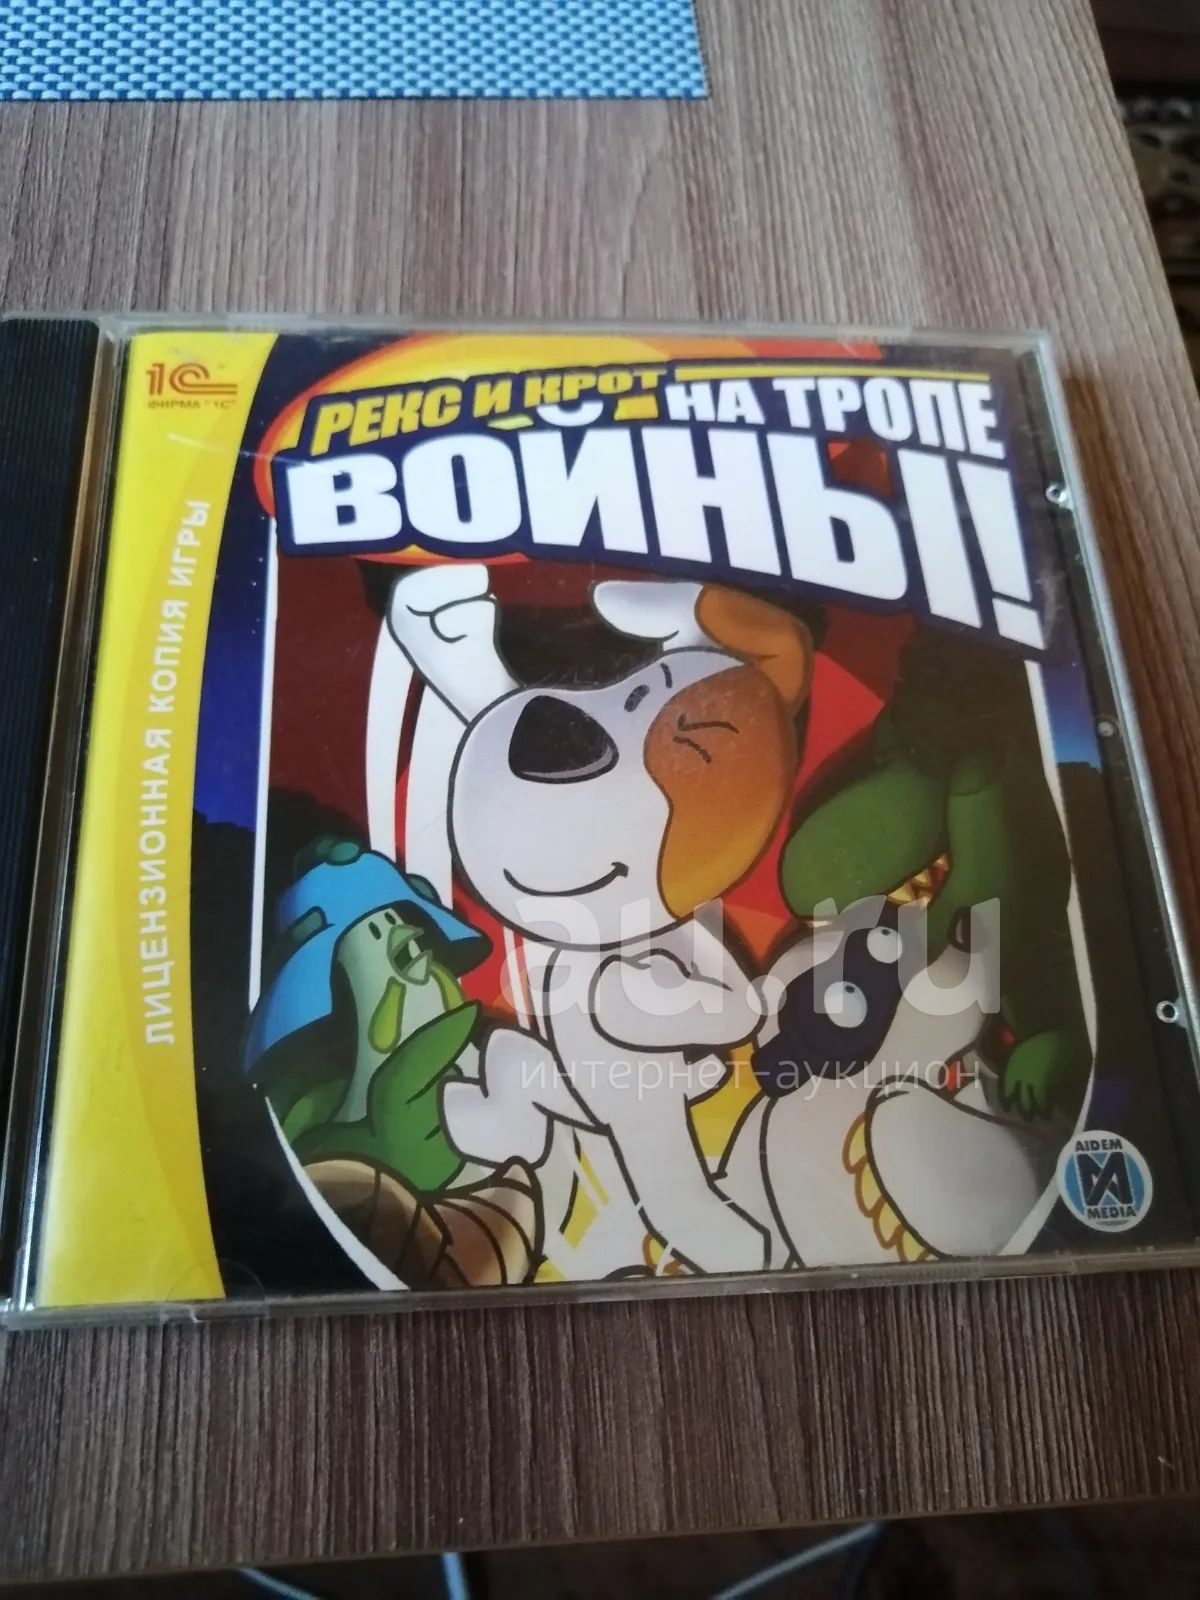 1С
ФИРМА "1С"
РЕКС И КРОТ
НА ТРОПЕ
ВОЙНЫ!
ЛИЦЕНЗИОННАЯ КОПИЯ ИГРЫ
au.ru
интернет-аукцион
AIDEM
MEDIA